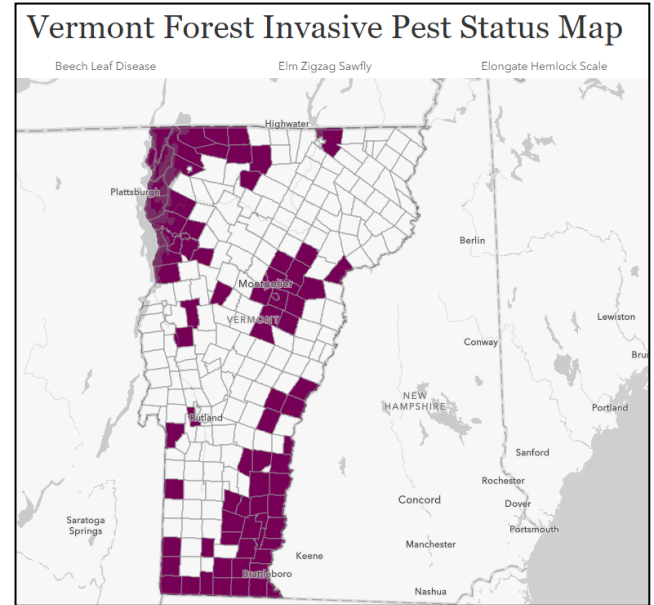 Vermont Forest Invasive Pest Status Map
Beech Leaf Disease Elm Zigzag Sawfly Elongate Hemlock Scale
Highwater
Plattsburgh
Berlin
Montpelier
VERMONT
Lewiston
Conway
Brun
NEW
HAMPSHIRE
Portland
Rutland
Sanford
Rochester
Concord
Dover
Saratoga
Springs
Portsmouth
Manchester
Keene
Brattleboro
Nashua